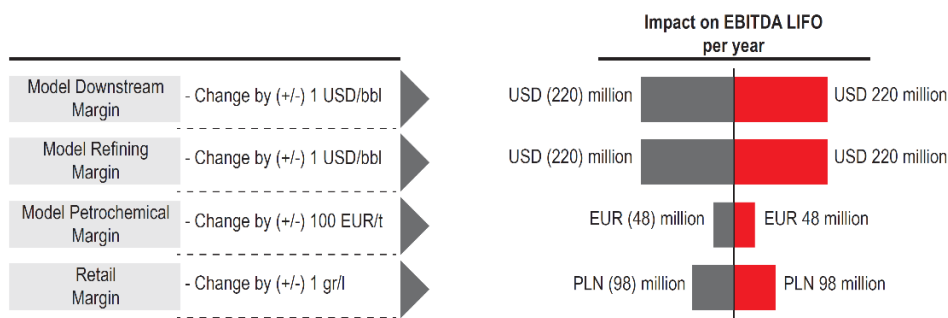 Impact on EBITDA LIFO
per year
Model Downstream
Margin
- Change by (+/-) 1 USD/bbl
USD (220) million
USD 220 million
Model Refining
Margin
- Change by (+/-) 1 USD/bbl
USD (220) million
USD 220 million
Model Petrochemical
Margin
- Change by (+/-) 100 EUR/t
EUR (48) million
EUR 48 million
Retail
Margin
- Change by (+/-) 1 gr/l
PLN (98) million
PLN 98 million